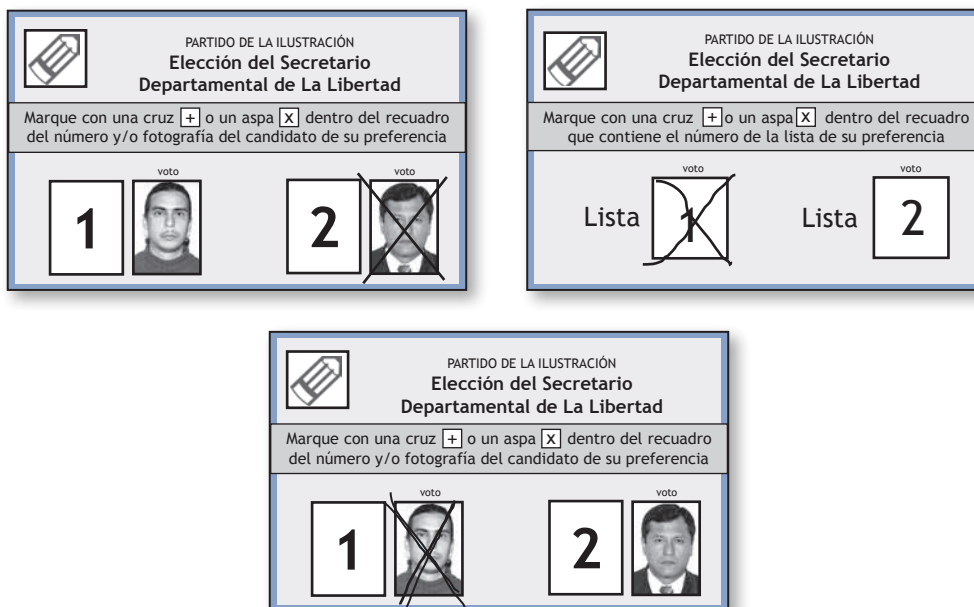 PARTIDO DE LA ILUSTRACIÓN
Elección del Secretario
Departamental de La Libertad
Marque con una cruz + o un aspa X dentro del recuadro
del número y/o fotografía del candidato de su preferencia
voto voto
1 2
PARTIDO DE LA ILUSTRACIÓN
Elección del Secretario
Departamental de La Libertad
Marque con una cruz + o un aspa X dentro del recuadro
que contiene el número de la lista de su preferencia
voto voto
Lista 1 Lista 2
PARTIDO DE LA ILUSTRACIÓN
Elección del Secretario
Departamental de La Libertad
Marque con una cruz + o un aspa X dentro del recuadro
del número y/o fotografía del candidato de su preferencia
voto voto
1 2